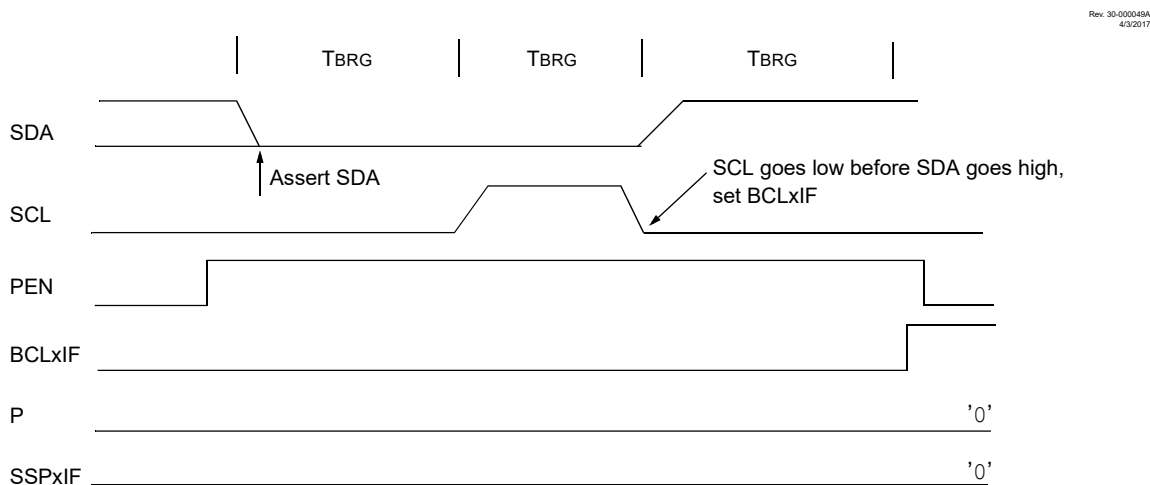 Rev. 30-000049A
4/3/2017
TBRG TBRG TBRG
SDA
Assert SDA
SCL goes low before SDA goes high,
set BCLxIF
SCL
PEN
BCLxIF
P '0'
SSPxIF '0'